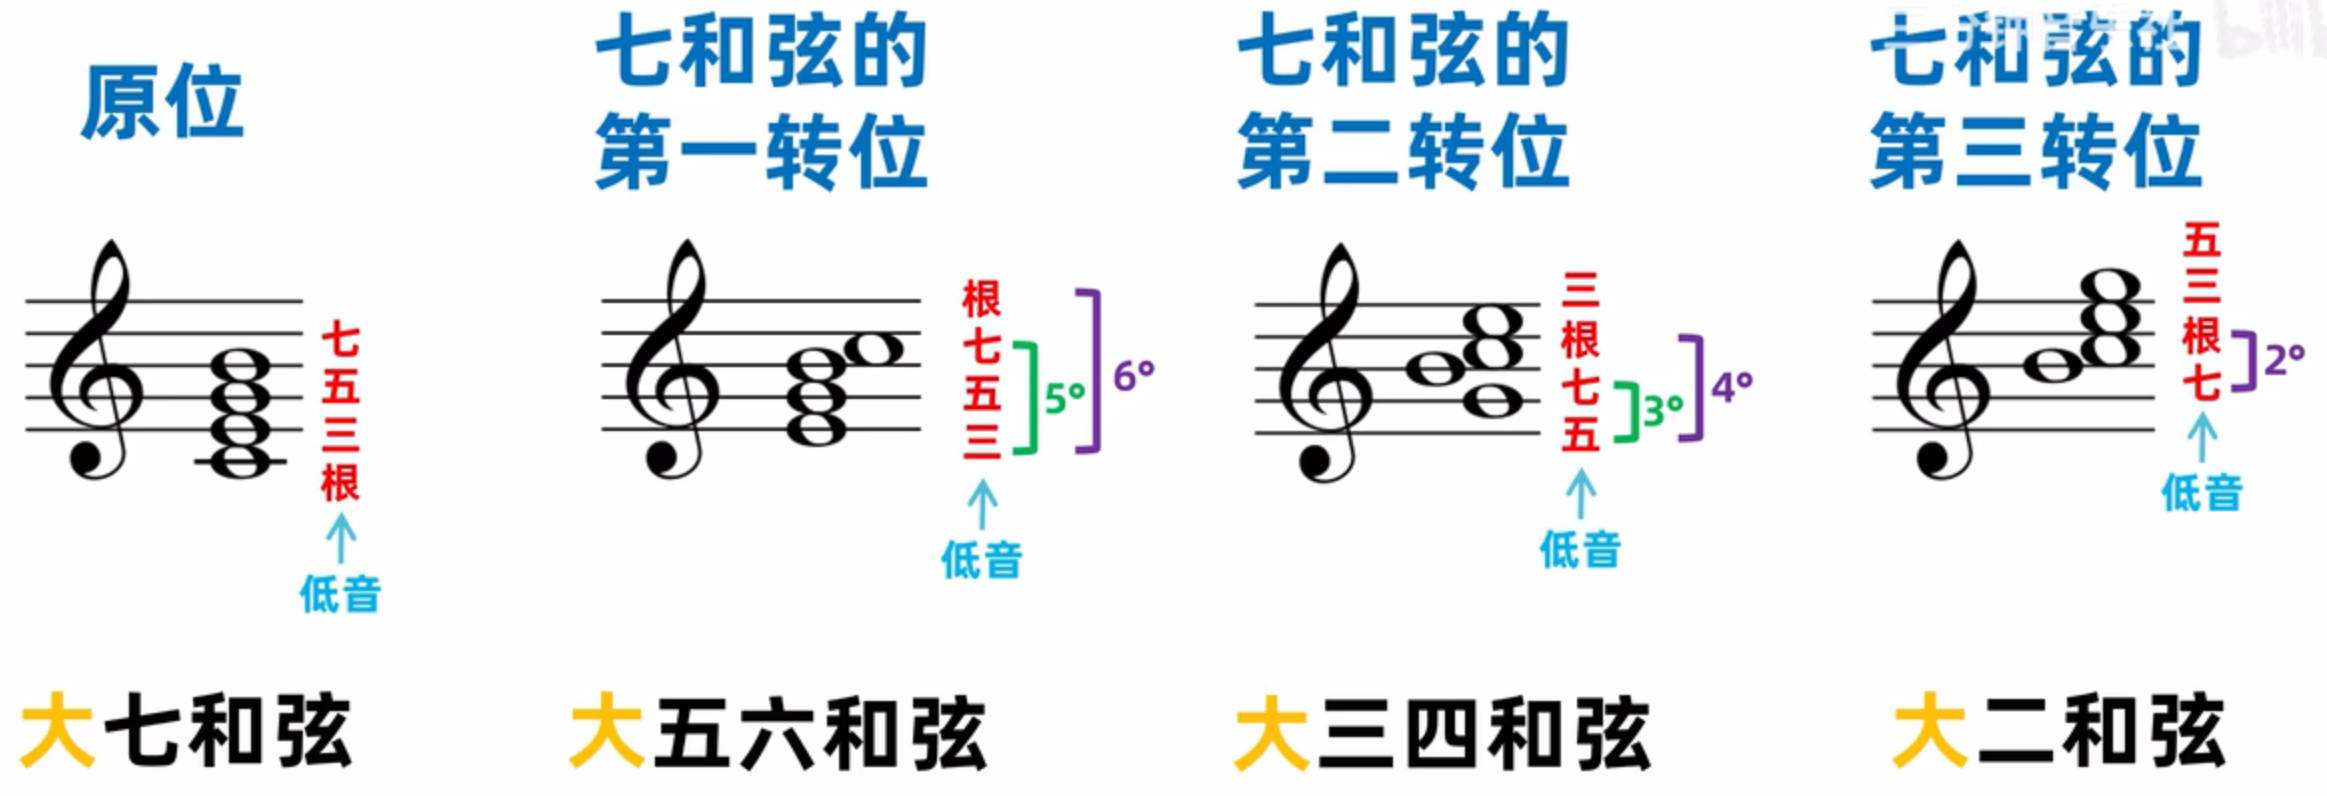 原位
七和弦的
第一转位
七和弦的
第二转位
七和弦的
第三转位
七
五
三
根
低音
根
七
五
三
5°
6°
低音
三
根
七
五
3°
4°
低音
五
三
根
七
2°
低音
大七和弦
大五六和弦
大三四和弦
大二和弦